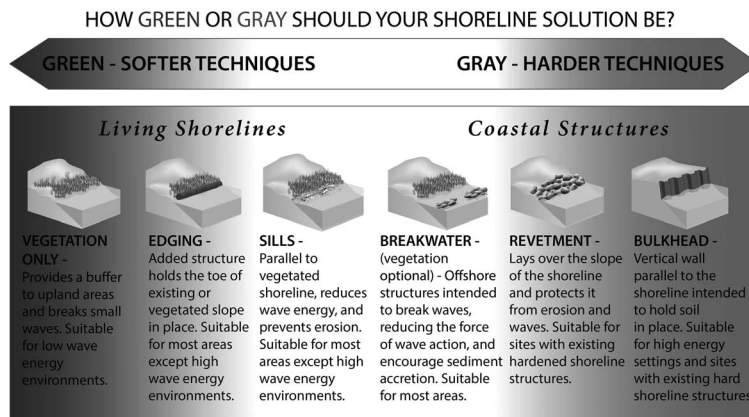 HOW GREEN OR GRAY SHOULD YOUR SHORELINE SOLUTION BE?
GREEN - SOFTER TECHNIQUES
GRAY - HARDER TECHNIQUES
Living Shorelines
Coastal Structures
VEGETATION
ONLY -
Provides a buffer
to upland areas
and breaks small
waves. Suitable
for low wave
energy
environments.
EDGING -
Added structure
holds the toe of
existing or
vegetated slope
in place. Suitable
for most areas
except high
wave energy
environments.
SILLS -
Parallel to
vegetated
shoreline, reduces
wave energy, and
prevents erosion.
Suitable for most
areas except high
wave energy
environments.
BREAKWATER -
(vegetation
optional) - Offshore
structures intended
to break waves,
reducing the force
of wave action, and
encourage sediment
accretion. Suitable
for most areas.
REVETMENT -
Lays over the slope
of the shoreline
and protects it
from erosion and
waves. Suitable for
sites with existing
hardened shoreline
structures.
BULKHEAD -
Vertical wall
parallel to the
shoreline intended
to hold soil
in place. Suitable
for high energy
settings and sites
with existing hard
shoreline structures